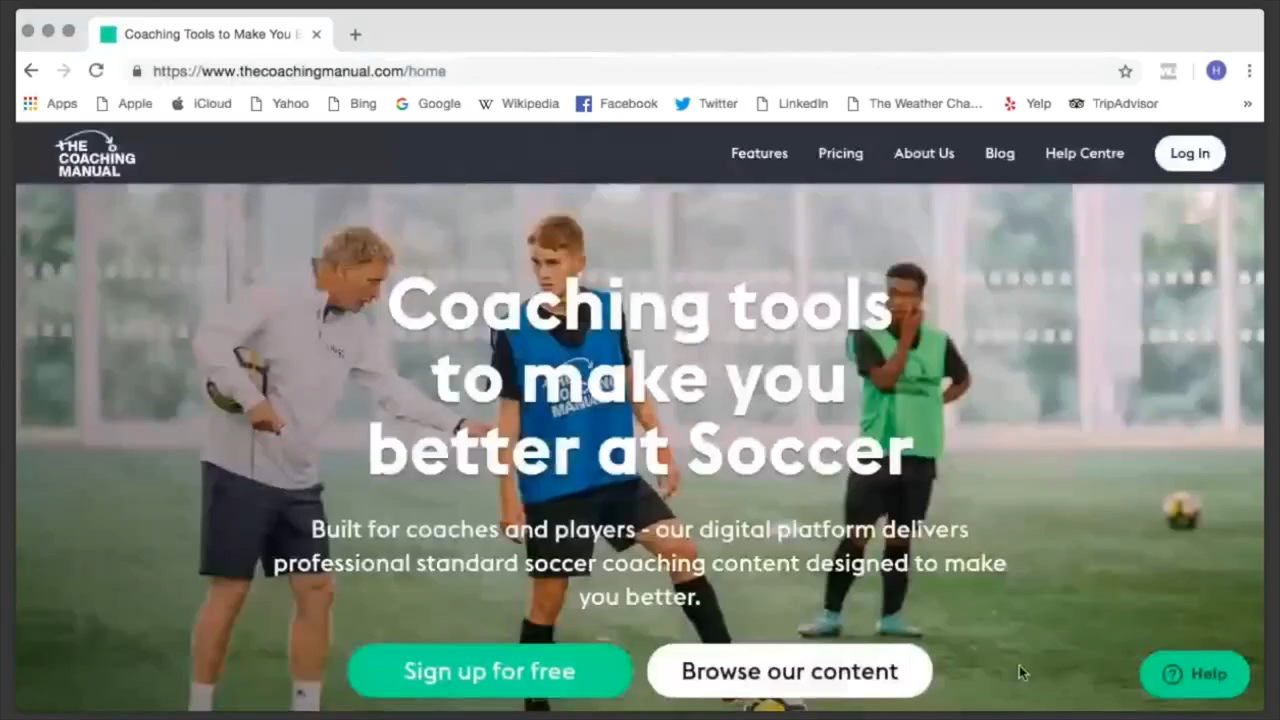 Coaching Tools to Make You B
https://www.thecoachingmanual.com/home
H
Apps Apple iCloud Yahoo Bing Google Wikipedia Facebook Twitter LinkedIn The Weather Cha... Yelp TripAdvisor »
THE
COACHING
MANUAL
Features Pricing About Us Blog Help Centre Log In
Coaching tools
to make you
better at Soccer
Built for coaches and players - our digital platform delivers
professional standard soccer coaching content designed to make
you better.
Sign up for free Browse our content
Help